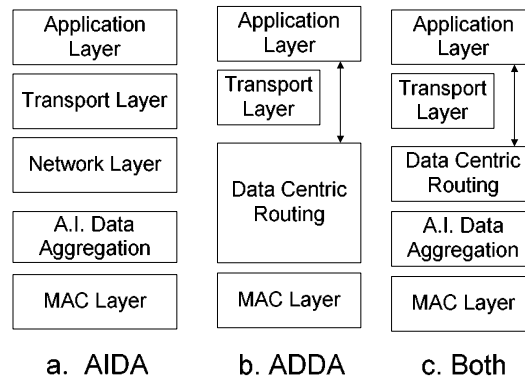 Application
Layer
Transport Layer
Network Layer
A.I. Data
Aggregation
MAC Layer
a. AIDA
Application
Layer
Transport
Layer
Data Centric
Routing
MAC Layer
b. ADDA
Application
Layer
Transport
Layer
Data Centric
Routing
A.I. Data
Aggregation
MAC Layer
c. Both